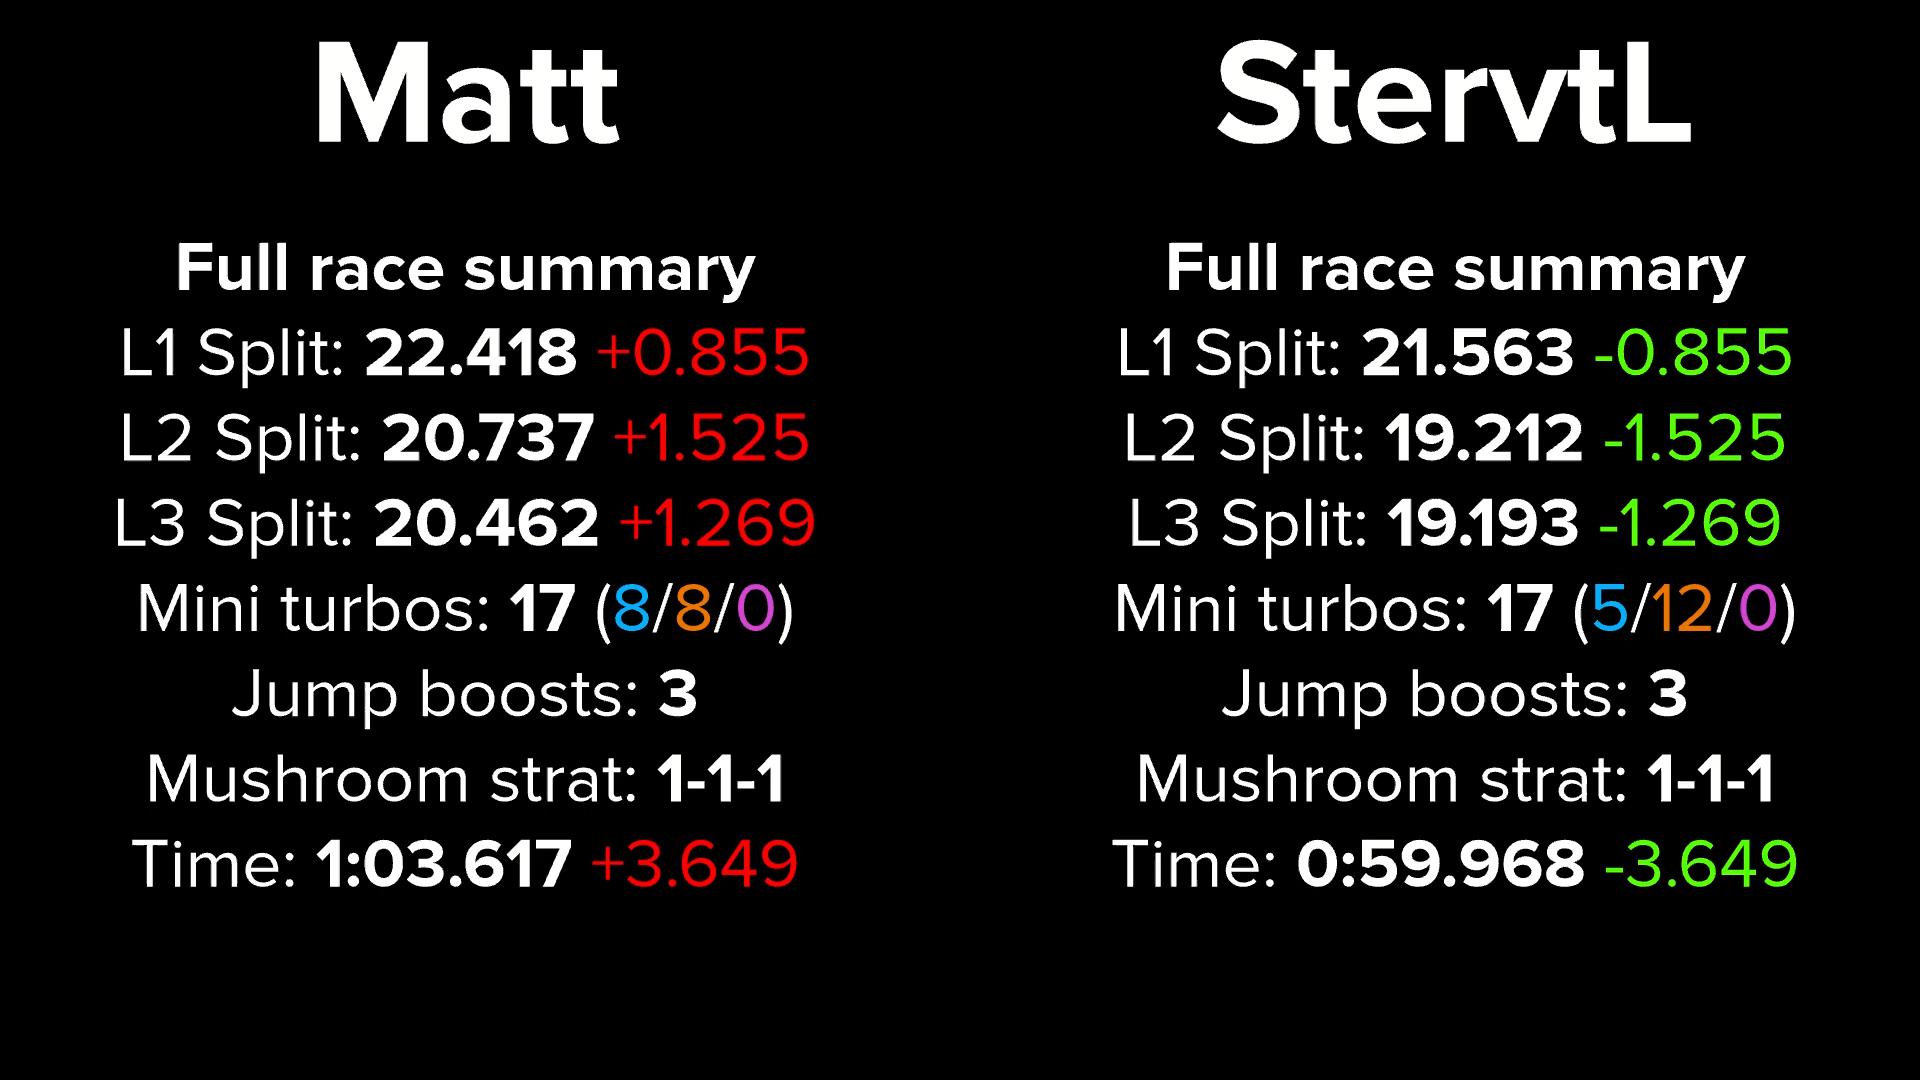 Matt
Full race summary
L1 Split: 22.418 +0.855
L2 Split: 20.737 +1.525
L3 Split: 20.462 +1.269
Mini turbos: 17 (8/8/0)
Jump boosts: 3
Mushroom strat: 1-1-1
Time: 1:03.617 +3.649
StervtL
Full race summary
L1 Split: 21.563 -0.855
L2 Split: 19.212 -1.525
L3 Split: 19.193 -1.269
Mini turbos: 17 (5/12/0)
Jump boosts: 3
Mushroom strat: 1-1-1
Time: 0:59.968 -3.649